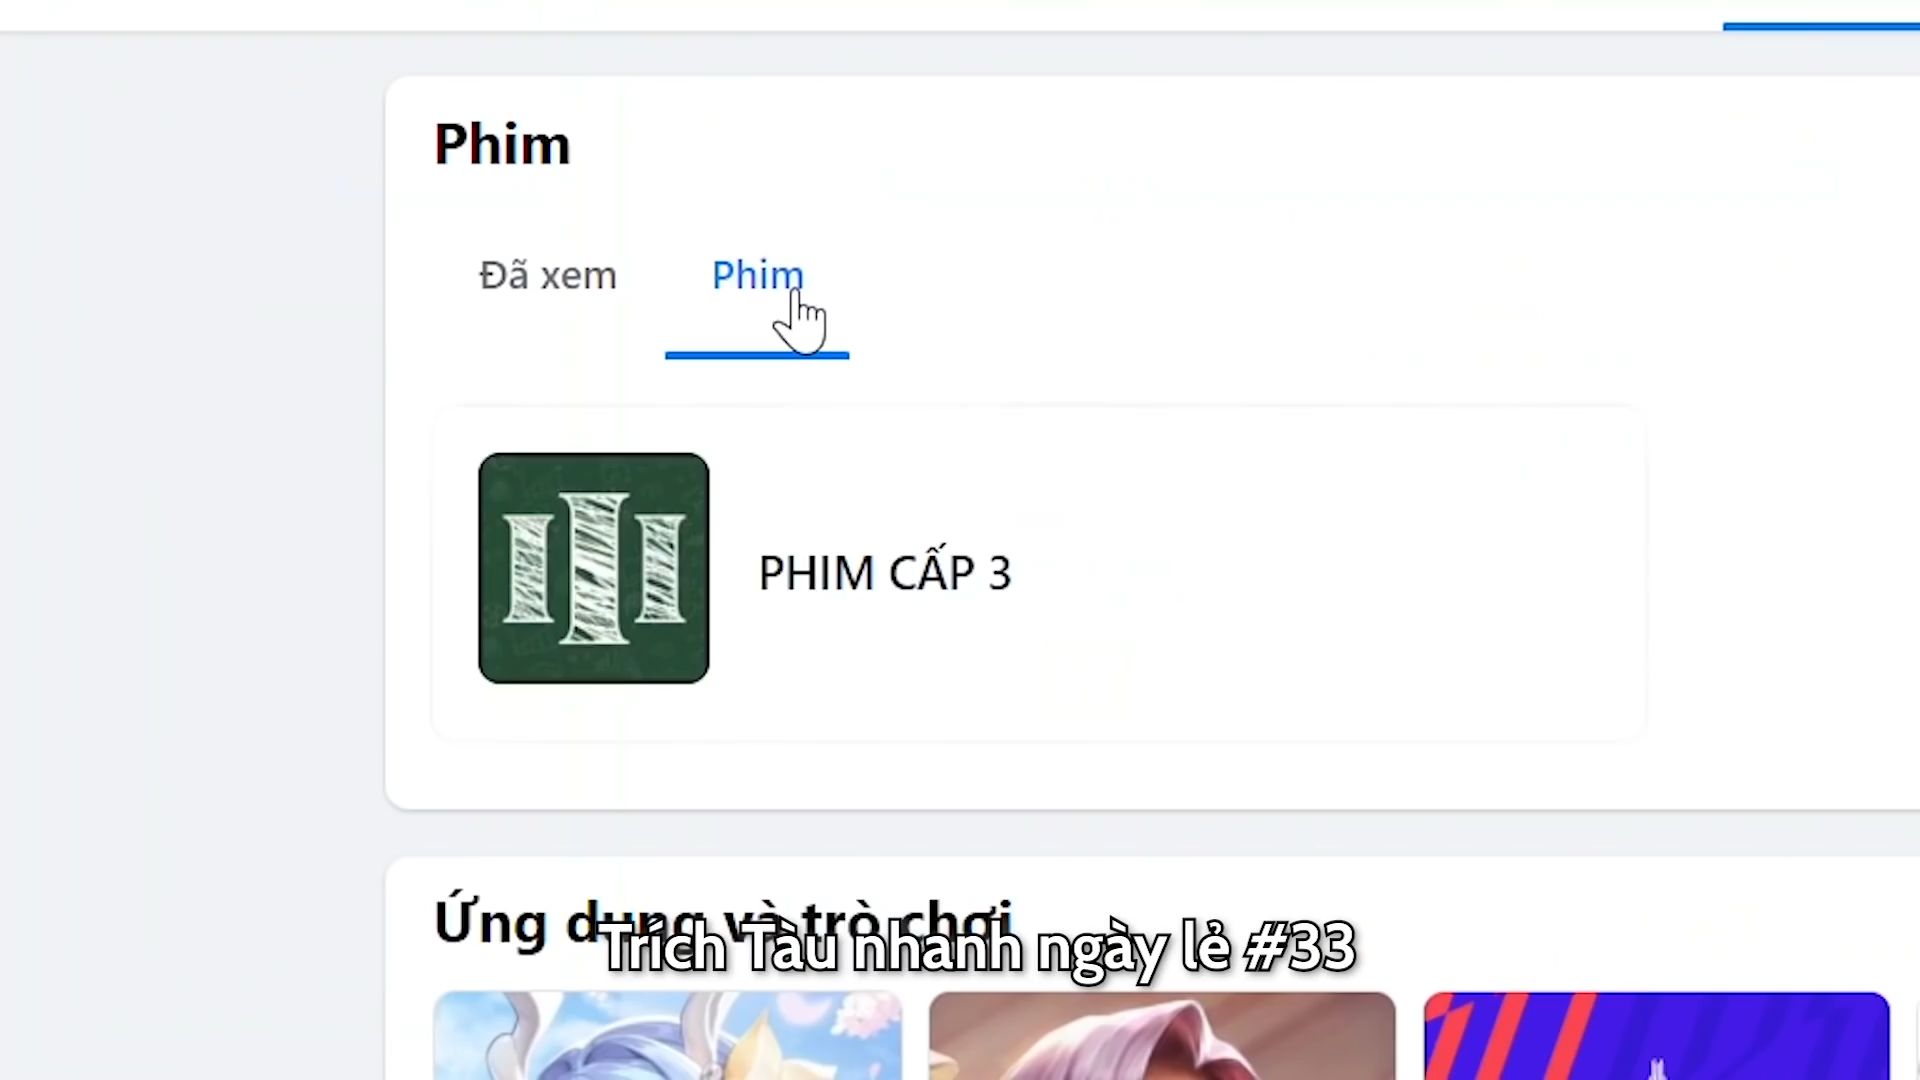 Phim
Đã xem
Phim
PHIM CẤP 3
Ứng dụng và trò chơi
Trích Tàu nhanh ngày lẻ #33